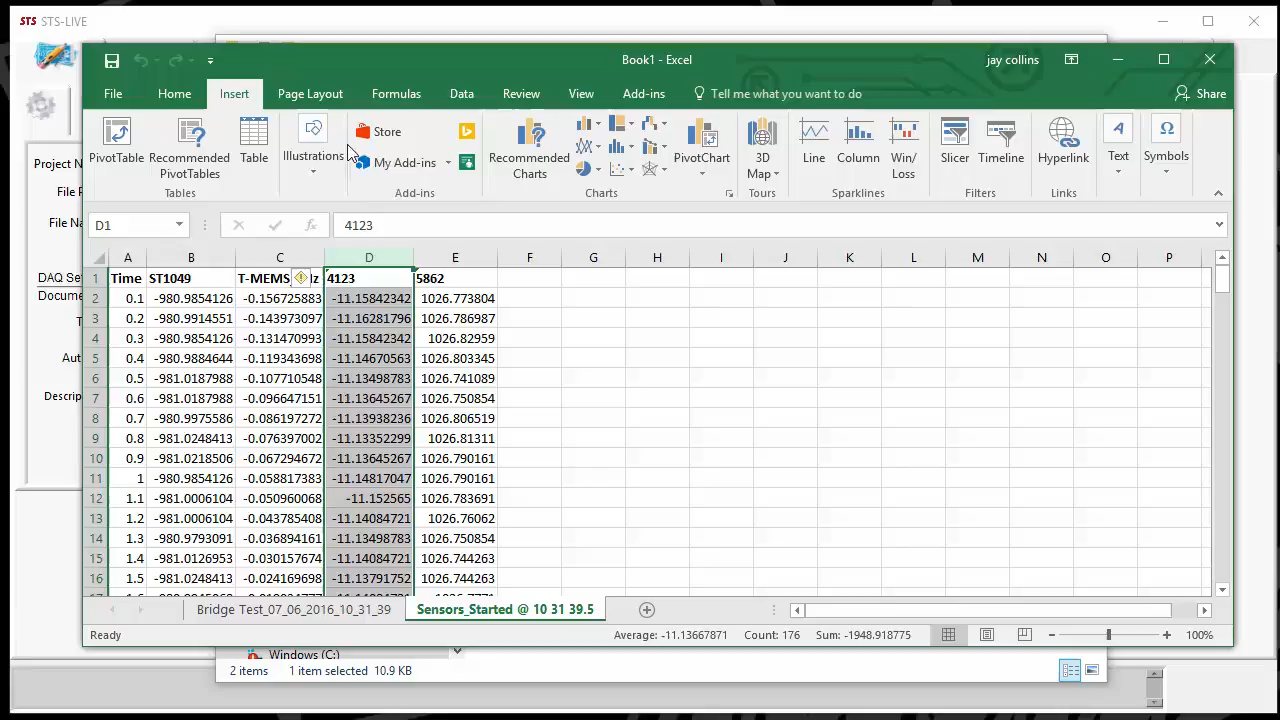 STS STS-LIVE
Book1 - Excel
jay collins
File Home Insert Page Layout Formulas Data Review View Add-ins Tell me what you want to do Share
PivotTable Recommended PivotTables Table
Illustrations
Store
My Add-ins
Recommended Charts
PivotChart
3D Map
Line Column Win/Loss
Slicer Timeline
Hyperlink
Text
Symbols
Tables Add-ins Charts Tours Sparklines Filters Links
D1 fx 4123
A B C D E F G H I J K L M N O P
1 Time ST1049 T-MEMS 4123 5862
2 0.1 -980.9854126 -0.156725883 -11.15842342 1026.773804
3 0.2 -980.9914551 -0.143973097 -11.16281796 1026.786987
4 0.3 -980.9854126 -0.131470993 -11.15842342 1026.82959
5 0.4 -980.9884644 -0.119343698 -11.14670563 1026.803345
6 0.5 -981.0187988 -0.107710548 -11.13498783 1026.741089
7 0.6 -981.0187988 -0.096647151 -11.13645267 1026.750854
8 0.7 -980.9975586 -0.086197272 -11.13938236 1026.806519
9 0.8 -981.0248413 -0.076397002 -11.13352299 1026.81311
10 0.9 -981.0218506 -0.067294672 -11.13645267 1026.790161
11 1 -980.9854126 -0.058817383 -11.14817047 1026.790161
12 1.1 -981.0006104 -0.050960068 -11.152565 1026.783691
13 1.2 -981.0006104 -0.043785408 -11.14084721 1026.76062
14 1.3 -980.9793091 -0.036894161 -11.13498783 1026.750854
15 1.4 -981.0126953 -0.030157674 -11.14084721 1026.744263
16 1.5 -981.0248413 -0.024169698 -11.13791752 1026.744263
Bridge Test_07_06_2016_10_31_39 Sensors_Started @ 10 31 39.5
Ready Average: -11.13667871 Count: 176 Sum: -1948.918775 100%
Project N
File P
File Na
DAQ Set
Docume
T
Aut
Descrip
Windows (C:)
2 items 1 item selected 10.9 KB